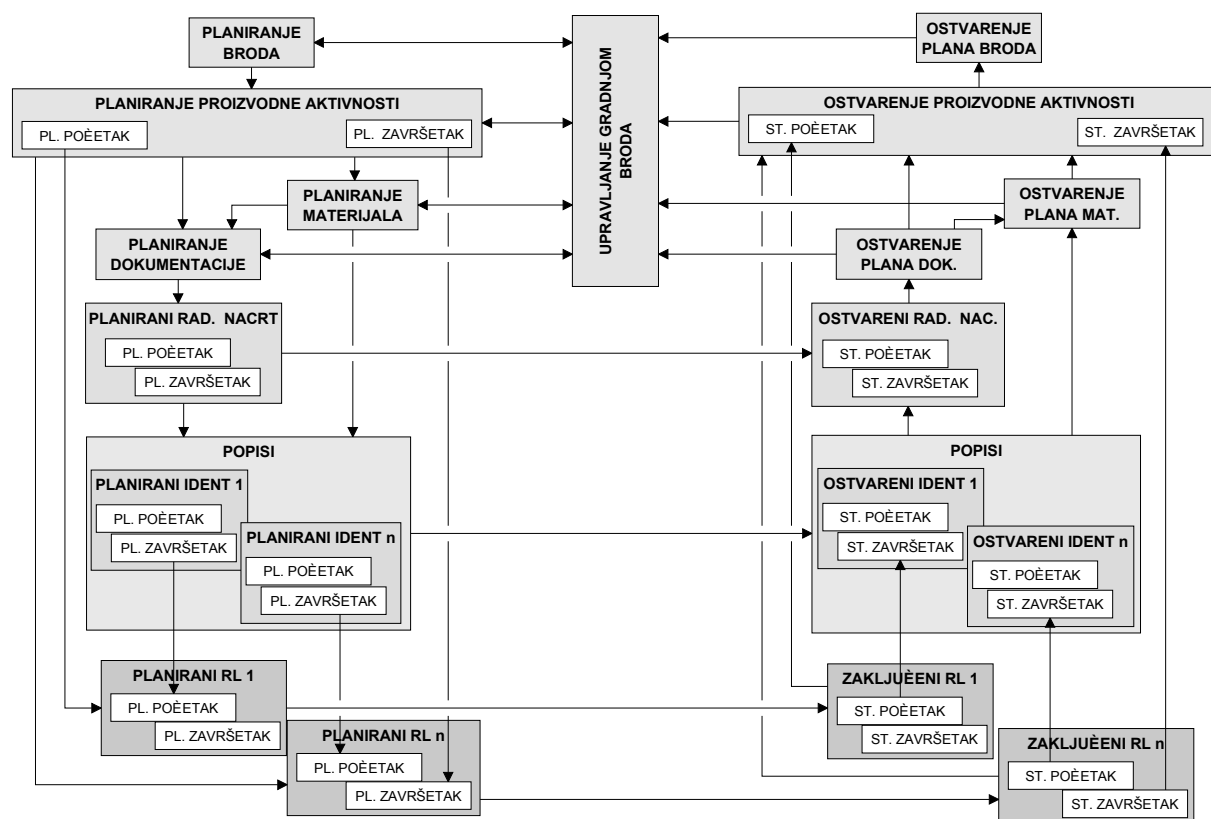 PLANIRANJE
BRODA
PLANIRANJE PROIZVODNE AKTIVNOSTI
PL. POÈETAK
PL. ZAVRŠETAK
PLANIRANJE
MATERIJALA
PLANIRANJE
DOKUMENTACIJE
PLANIRANI RAD. NACRT
PL. POÈETAK
PL. ZAVRŠETAK
POPISI
PLANIRANI IDENT 1
PL. POÈETAK
PL. ZAVRŠETAK
PLANIRANI IDENT n
PL. POÈETAK
PL. ZAVRŠETAK
PLANIRANI RL 1
PL. POÈETAK
PL. ZAVRŠETAK
PLANIRANI RL n
PL. POÈETAK
PL. ZAVRŠETAK
UPRAVLJANJE GRADNJOM
BRODA
OSTVARENJE
PLANA BRODA
OSTVARENJE PROIZVODNE AKTIVNOSTI
ST. POÈETAK
ST. ZAVRŠETAK
OSTVARENJE
PLANA MAT.
OSTVARENJE
PLANA DOK.
OSTVARENI RAD. NAC.
ST. POÈETAK
ST. ZAVRŠETAK
POPISI
OSTVARENI IDENT 1
ST. POÈETAK
ST. ZAVRŠETAK
OSTVARENI IDENT n
ST. POÈETAK
ST. ZAVRŠETAK
ZAKLJUÈENI RL 1
ST. POÈETAK
ST. ZAVRŠETAK
ZAKLJUÈENI RL n
ST. POÈETAK
ST. ZAVRŠETAK